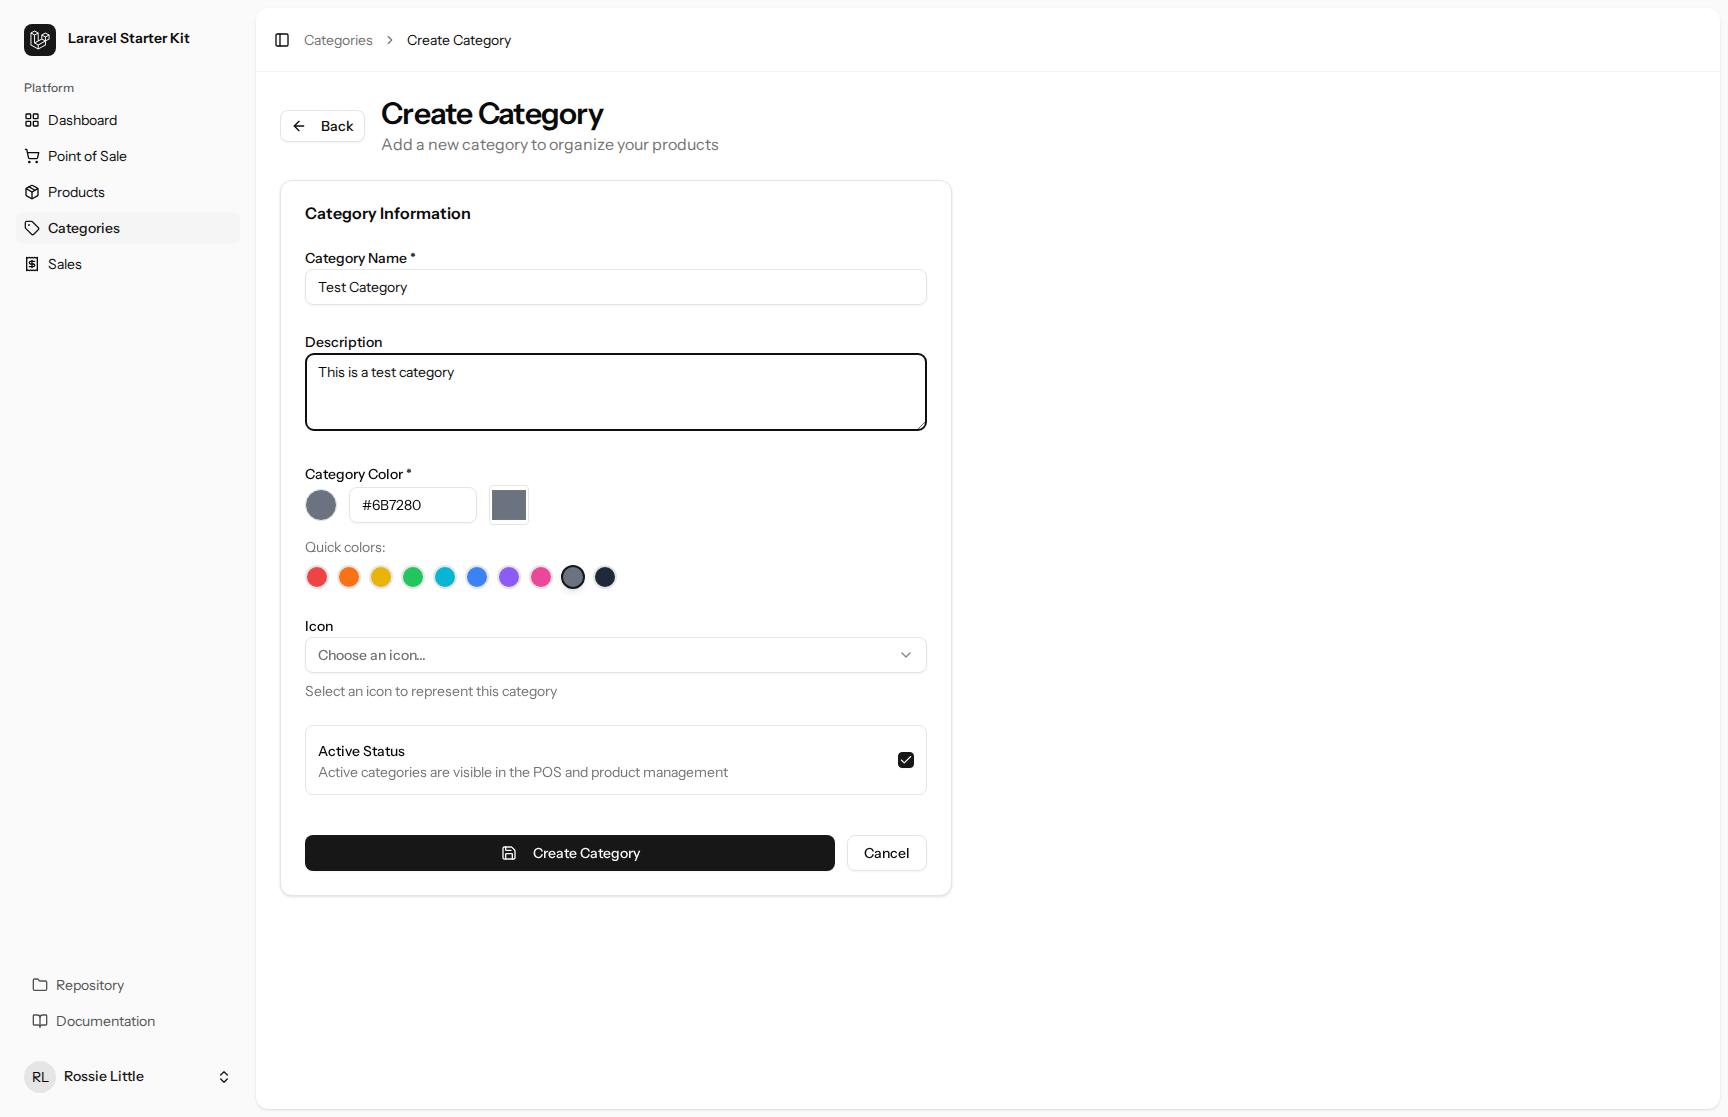 Laravel Starter Kit
Platform
Dashboard
Point of Sale
Products
Categories
Sales
Repository
Documentation
RL
Rossie Little
Categories
Create Category
Back
Create Category
Add a new category to organize your products
Category Information
Category Name *
Test Category
Description
This is a test category
Category Color *
#6B7280
Quick colors:
Icon
Choose an icon...
Select an icon to represent this category
Active Status
Active categories are visible in the POS and product management
Create Category
Cancel